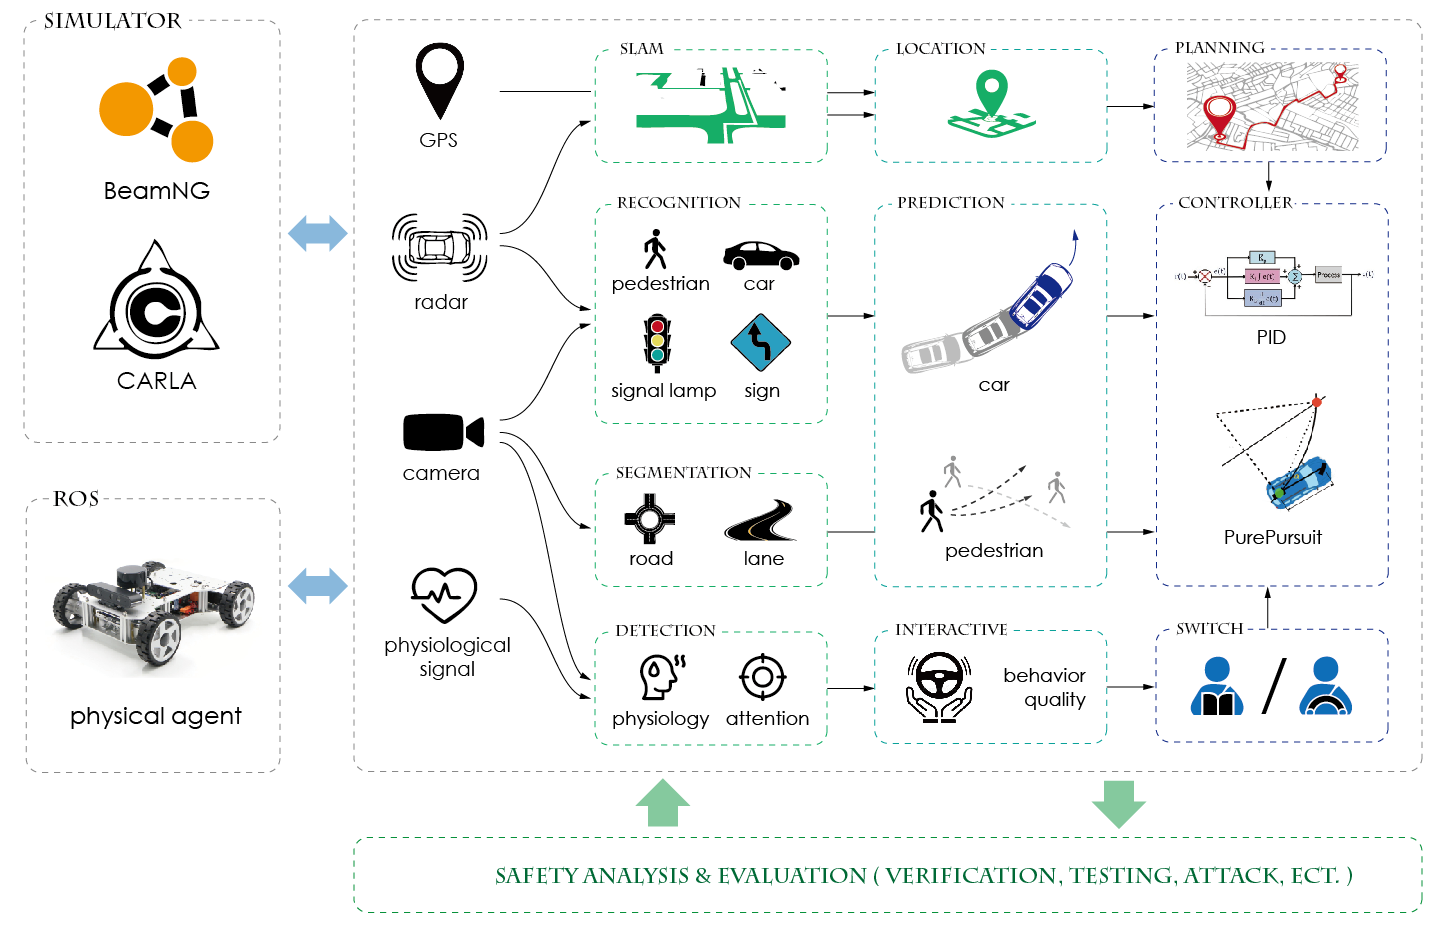 SIMULATOR
BeamNG
CARLA
ROS
physical agent
GPS
radar
camera
physiological
signal
SLAM
LOCATION
PLANNING
RECOGNITION
pedestrian
car
signal lamp
sign
PREDICTION
car
pedestrian
CONTROLLER
e(t)
Process
PID
PurePursuit
SEGMENTATION
road
lane
DETECTION
physiology
attention
INTERACTIVE
behavior
quality
SWITCH
SAFETY ANALYSIS & EVALUATION ( VERIFICATION, TESTING, ATTACK, ECT. )